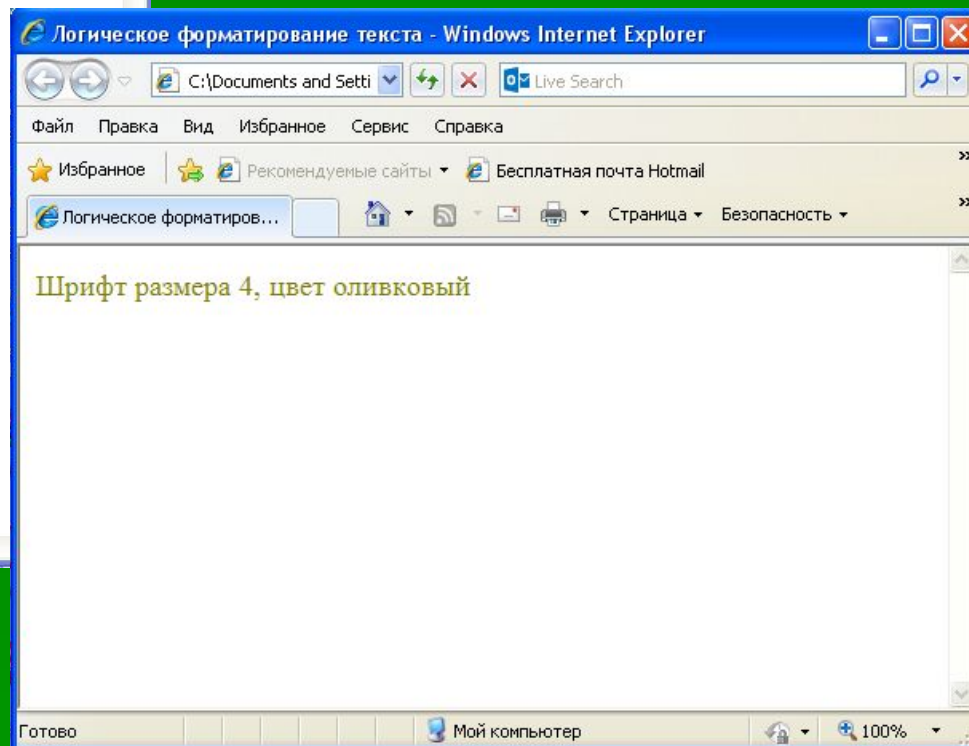 Логическое форматирование текста - Windows Internet Explorer
C:\Documents and Setti Live Search
Файл Правка Вид Избранное Сервис Справка
Избранное Рекомендуемые сайты Бесплатная почта Hotmail
Логическое форматиров... Страница Безопасность
Шрифт размера 4, цвет оливковый
Готово Мой компьютер 100%